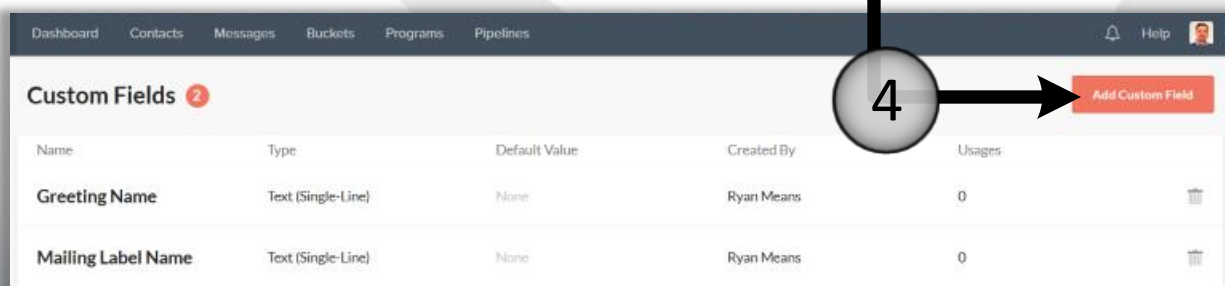 Dashboard Contacts Messages Buckets Programs Pipelines Help
Custom Fields 2
4
Add Custom Field
Name Type Default Value Created By Usages
Greeting Name Text (Single-Line) None Ryan Means 0
Mailing Label Name Text (Single-Line) None Ryan Means 0